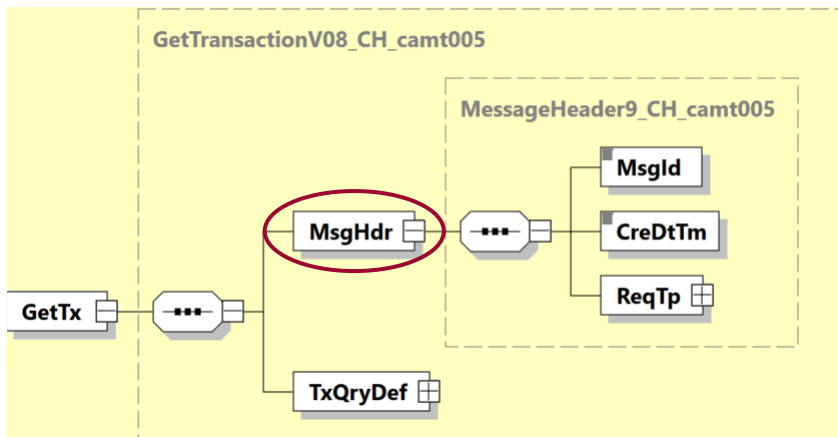 GetTransactionV08_CH_camt005
MessageHeader9_CH_camt005
MsgId
MsgHdr
CreDtTm
ReqTp
GetTx
TxQryDef